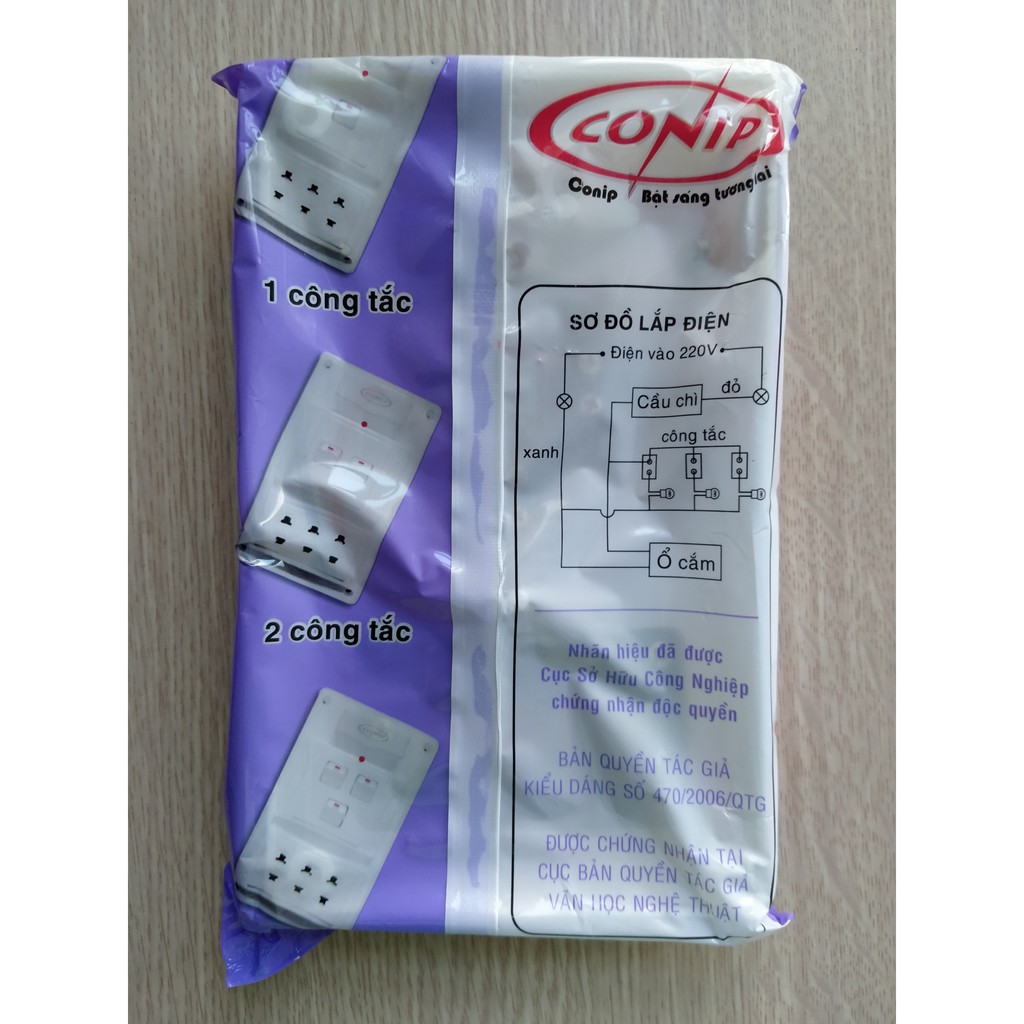 CONIP
Conip Bật sáng tương lai
1 công tắc
2 công tắc
SƠ ĐỒ LẮP ĐIỆN
Điện vào 220V
Cầu chì
đỏ
công tắc
xanh
Ổ cắm
Nhãn hiệu đã được
Cục Sở Hữu Công Nghiệp
chứng nhận độc quyền
BẢN QUYỀN TÁC GIẢ
KIỂU DÁNG SỐ 470/2006/QTG
ĐƯỢC CHỨNG NHẬN TẠI
CỤC BẢN QUYỀN TÁC GIẢ
VĂN HỌC NGHỆ THUẬT